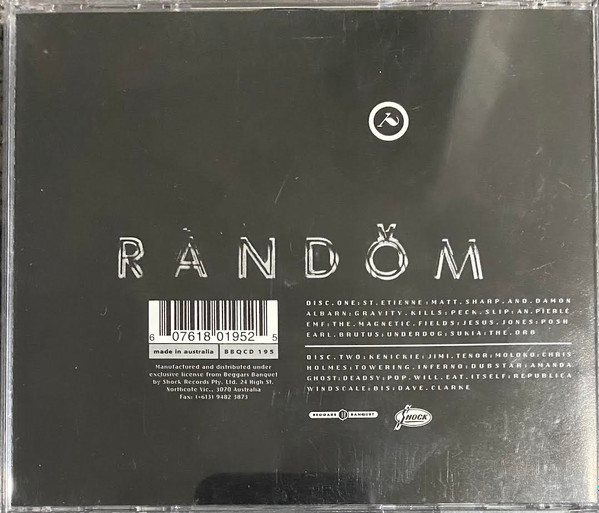 RANDOM
DISC.ONE:ST.ETIENNE:MATT.SHARP.AND.DAMON
ALBARN:GRAVITY.KILLS:PECK.SLIP:AN.PIERLE
EMF:THE.MAGNETIC.FIELDS:JESUS.JONES:POSH
EARL.BRUTUS:UNDERDOG:SUKIA:THE.ORB
DISC.TWO:KENICKIE:JIMI.TENOR:MOLOKO:CHRIS
HOLMES:TOWERING.INFERNO:DUBSTAR:AMANDA
GHOST:DEADSY:POP.WILL.EAT.ITSELF:REPUBLICA
WINDSCALE:BIS:DAVE.CLARKE
6 07618 01952 5
made in australia BBQCD 195
Manufactured and distributed under
exclusive license from Beggars Banquet
by Shock Records Pty. Ltd. 24 High St.
Northcote Vic., 3070 Australia
Fax: (+613) 9482 3873
BEGGARS BANQUET
SHOCK